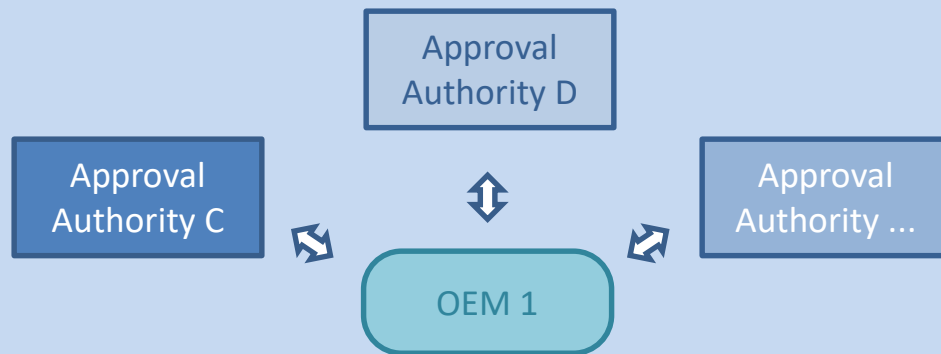 Approval
Authority D
Approval
Authority C
Approval
Authority ...
OEM 1